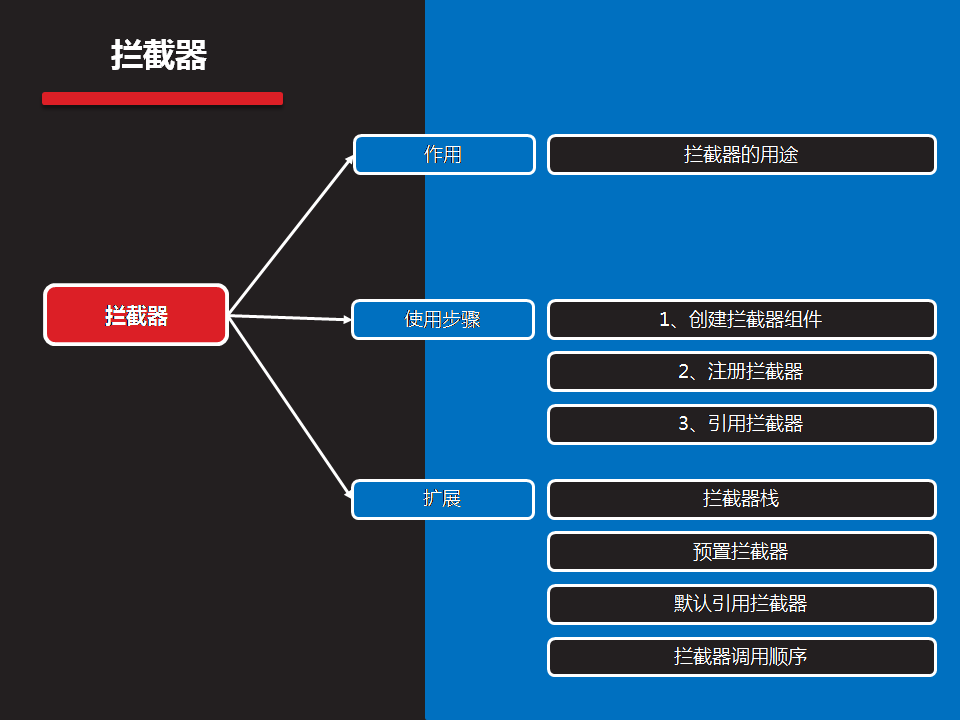 拦截器
作用
拦截器的用途
拦截器
使用步骤
1、创建拦截器组件
2、注册拦截器
3、引用拦截器
扩展
拦截器栈
预置拦截器
默认引用拦截器
拦截器调用顺序